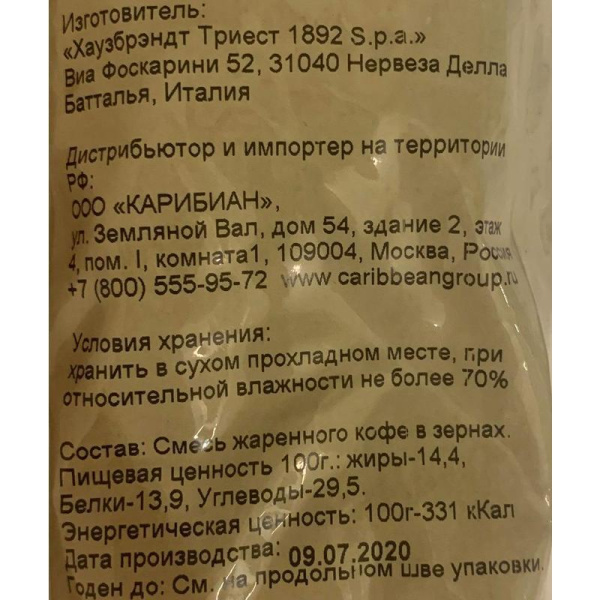 Изготовитель:
«Хаузбрэндт Триест 1892 S.p.a.»
Виа Фоскарини 52, 31040 Нервеза Делла
Батталья, Италия
Дистрибьютор и импортер на территории
РФ:
ООО «КАРИБИАН»,
ул. Земляной Вал, дом 54, здание 2, этаж
4, пом. I, комната1, 109004, Москва, Россия
+7 (800) 555-95-72 www caribbeangroup.ru
Условия хранения:
хранить в сухом прохладном месте, при
относительной влажности не более 70%
Состав: Смесь жаренного кофе в зернах.
Пищевая ценность 100г.: жиры-14,4,
Белки-13,9, Углеводы-29,5.
Энергетическая ценность: 100г-331 кКал
Дата производства: 09.07.2020
Годен до: См. на продольном шве упаковки.